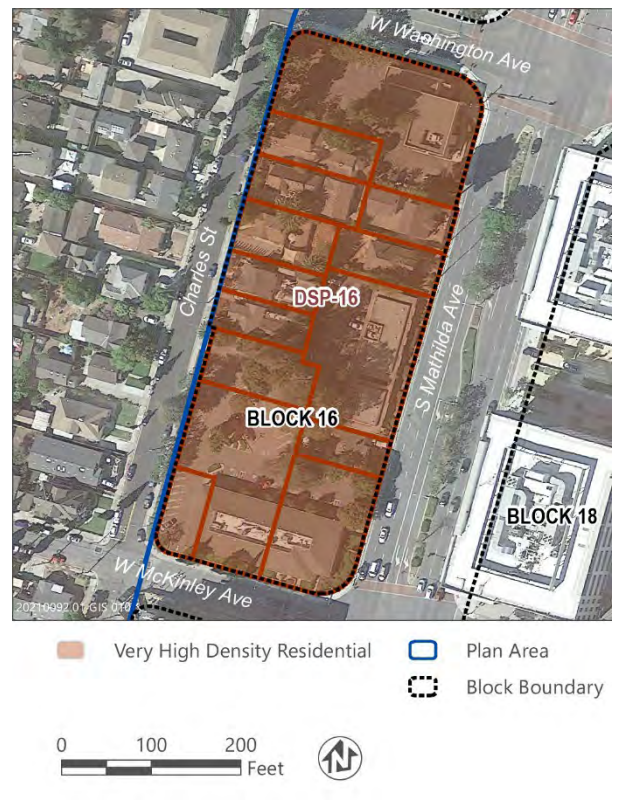 W Washington Ave
Charles St
DSP-16
S Mathilda Ave
BLOCK 16
BLOCK 18
W McKinley Ave
20210092.01 GIS 010
Very High Density Residential
Plan Area
Block Boundary
0 100 200
Feet
N